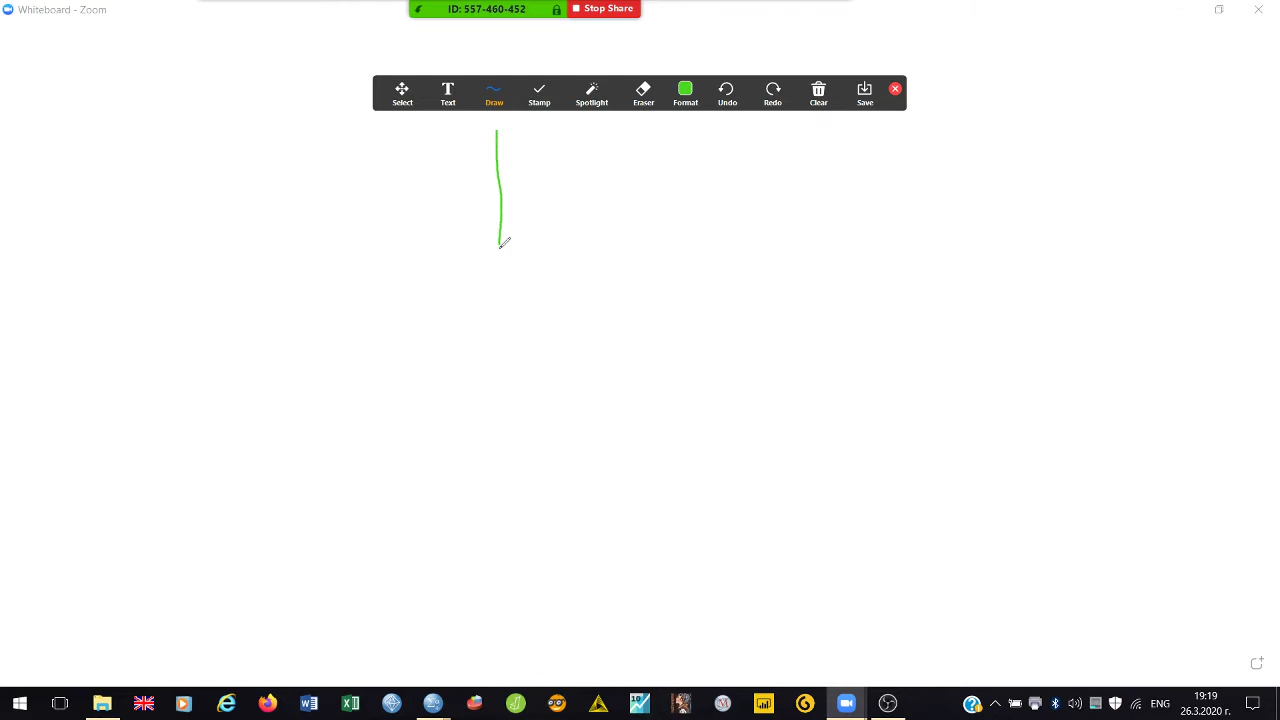 Whiteboard - Zoom
ID: 557-460-452
Stop Share
Select Text Draw Stamp Spotlight Eraser Format Undo Redo Clear Save
10
ENG
19:19
26.3.2020 г.